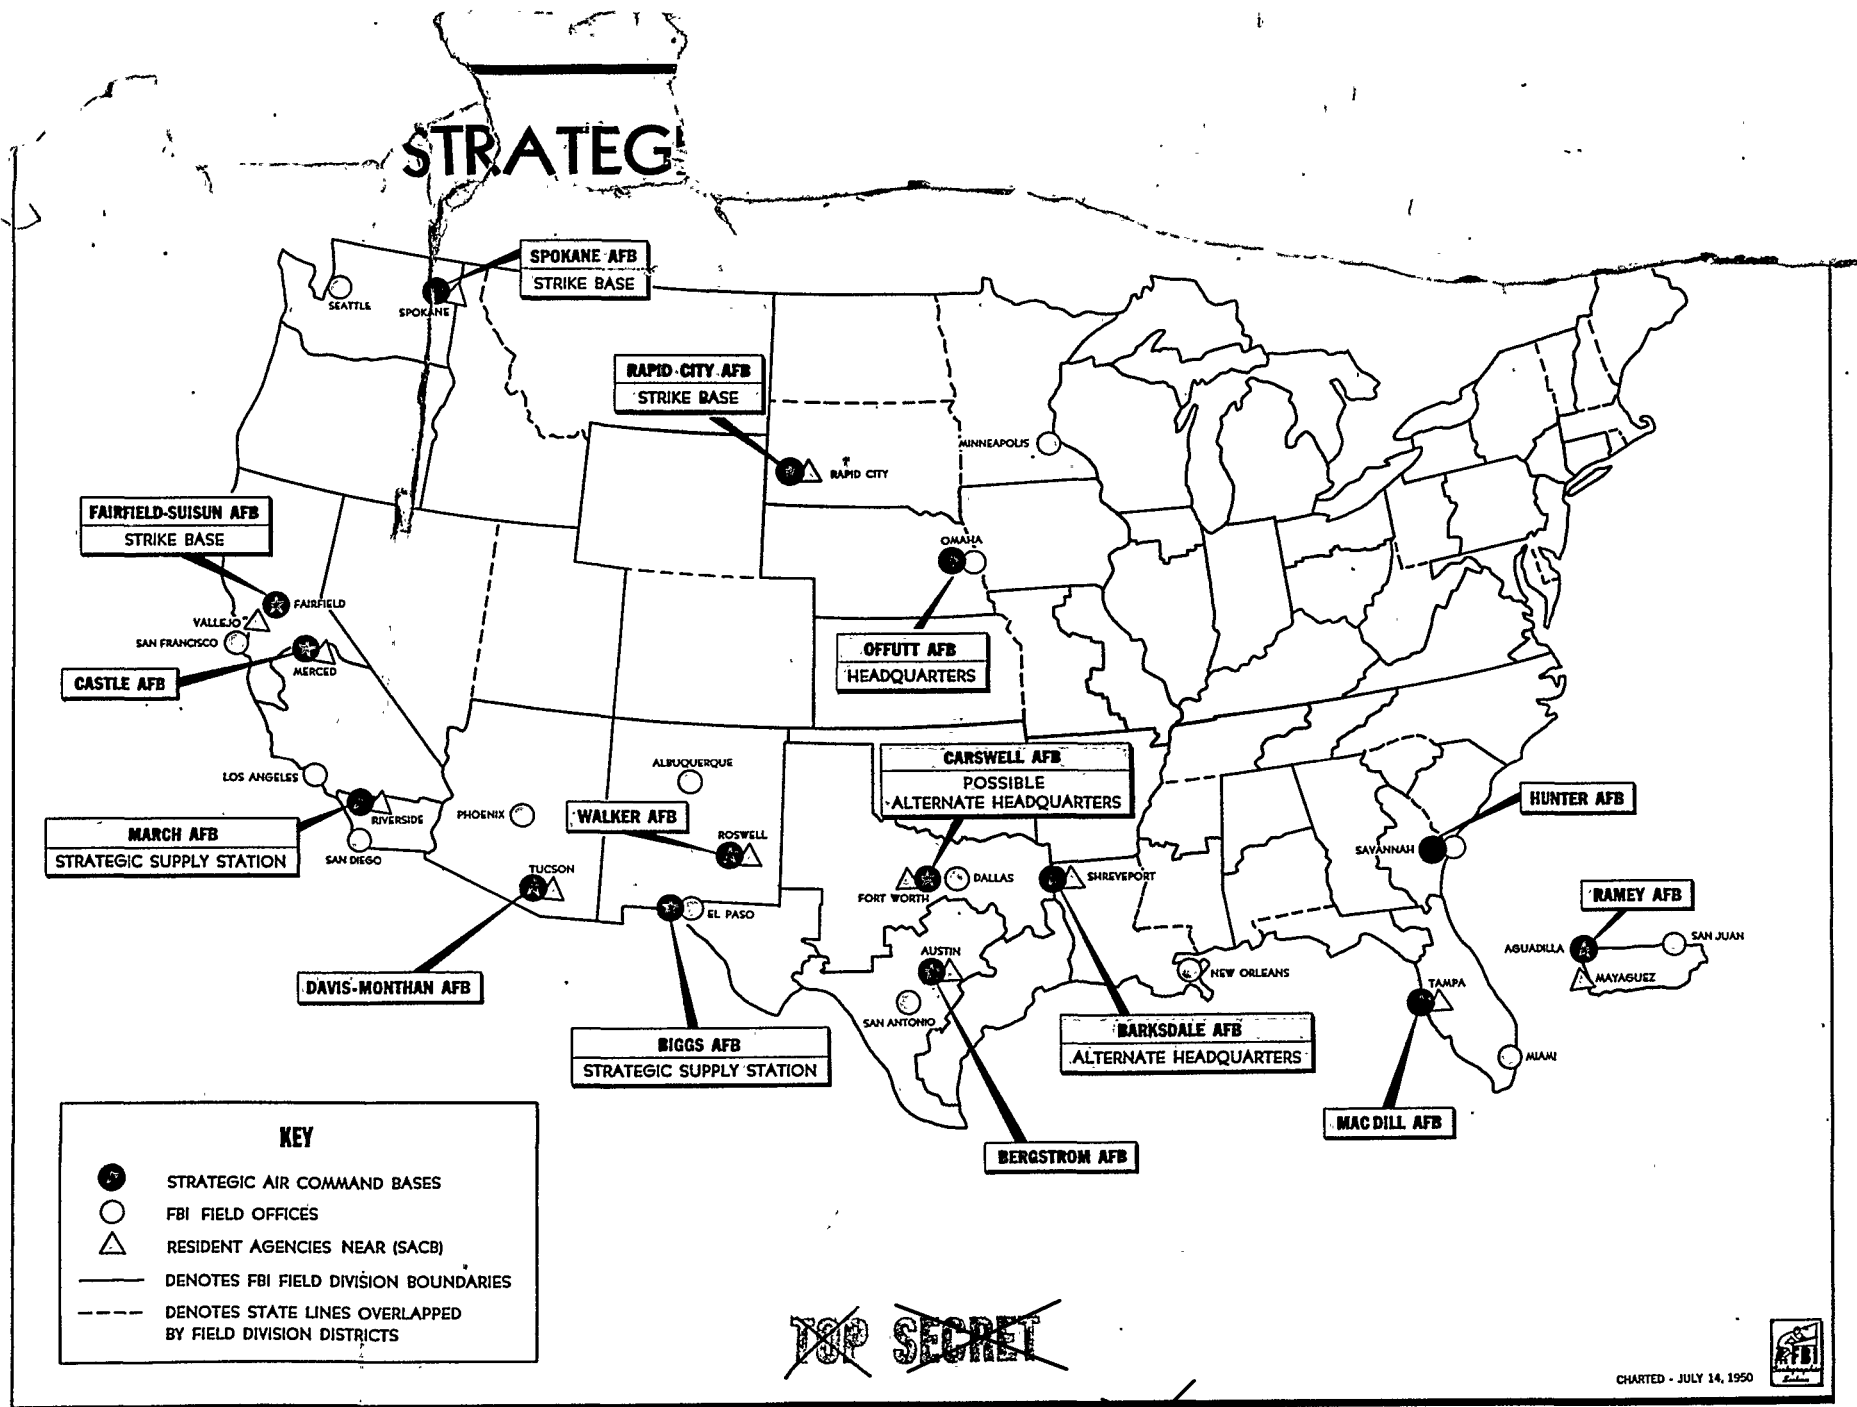 STRATEG
SPOKANE AFB
STRIKE BASE
SEATTLE
SPOKANE
RAPID CITY AFB
STRIKE BASE
MINNEAPOLIS
RAPID CITY
FAIRFIELD-SUISUN AFB
STRIKE BASE
OMAHA
FAIRFIELD
VALLEJO
SAN FRANCISCO
OFFUTT AFB
HEADQUARTERS
CASTLE AFB
MERCED
CARSWELL AFB
POSSIBLE
ALTERNATE HEADQUARTERS
ALBUQUERQUE
LOS ANGELES
HUNTER AFB
PHOENIX
WALKER AFB
RIVERSIDE
MARCH AFB
STRATEGIC SUPPLY STATION
SAN DIEGO
ROSWELL
SAVANNAH
TUCSON
DALLAS
SHREVEPORT
FORT WORTH
RAMEY AFB
EL PASO
SAN JUAN
AGUADILLA
AUSTIN
NEW ORLEANS
MAYAGUEZ
DAVIS-MONTHAN AFB
TAMPA
SAN ANTONIO
BARKSDALE AFB
ALTERNATE HEADQUARTERS
BIGGS AFB
STRATEGIC SUPPLY STATION
MIAMI
MAC DILL AFB
BERGSTROM AFB
KEY
STRATEGIC AIR COMMAND BASES
FBI FIELD OFFICES
RESIDENT AGENCIES NEAR (SACB)
DENOTES FBI FIELD DIVISION BOUNDARIES
DENOTES STATE LINES OVERLAPPED
BY FIELD DIVISION DISTRICTS
TOP SECRET
FBI
CHARTED - JULY 14, 1950